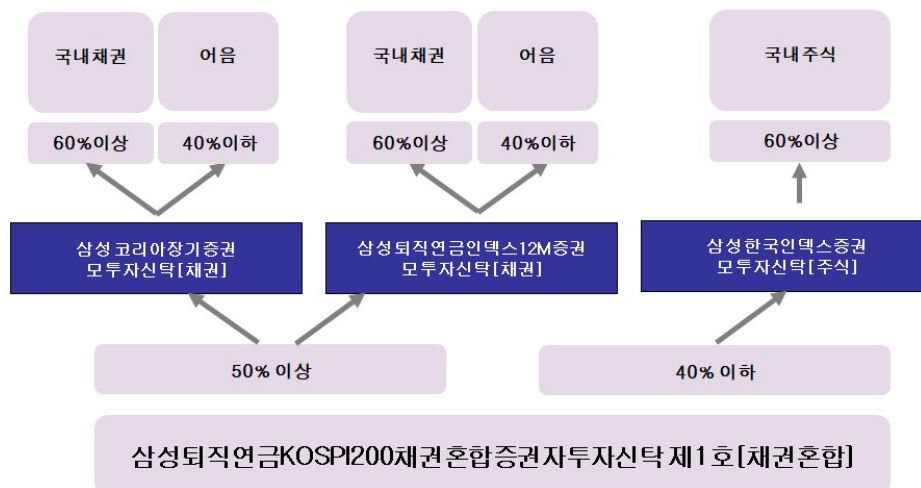 국내채권
어음
국내채권
어음
국내주식
60%이상
40%이하
60%이상
40%이하
60%이상
삼성코리아장기증권
모투자신탁[채권]
삼성퇴직연금인덱스12M증권
모투자신탁[채권]
삼성한국인덱스증권
모투자신탁[주식]
50% 이상
40% 이하
삼성퇴직연금KOSPI200채권혼합증권자투자신탁 제1호[채권혼합]